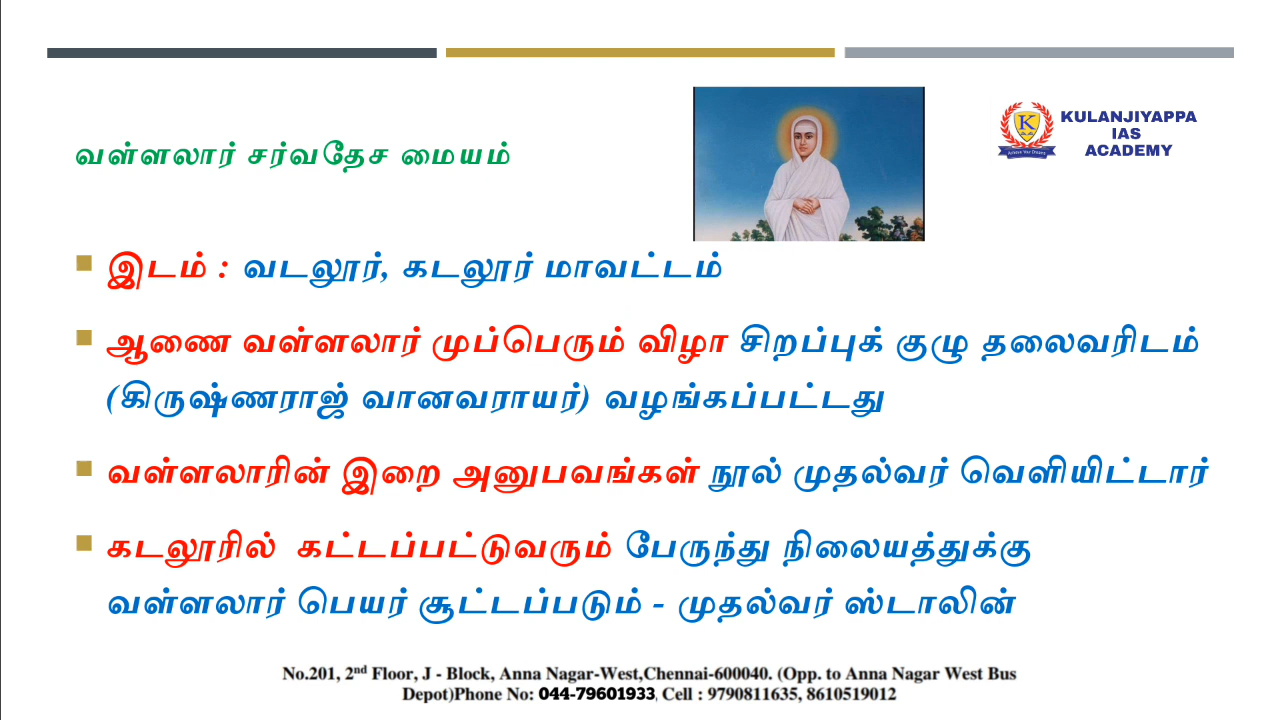 KULANJIYAPPA
IAS
ACADEMY
வள்ளலார் சர்வதேச மையம்
இடம் : வடலூர், கடலூர் மாவட்டம்
ஆணை வள்ளலார் முப்பெரும் விழா சிறப்புக் குழு தலைவரிடம்
(கிருஷ்ணராஜ் வானவராயர்) வழங்கப்பட்டது
வள்ளலாரின் இறை அனுபவங்கள் நூல் முதல்வர் வெளியிட்டார்
கடலூரில் கட்டப்பட்டுவரும் பேருந்து நிலையத்துக்கு
வள்ளலார் பெயர் சூட்டப்படும் - முதல்வர் ஸ்டாலின்
No.201, 2nd Floor, J - Block, Anna Nagar-West,Chennai-600040. (Opp. to Anna Nagar West Bus
Depot)Phone No: 044-79601933, Cell : 9790811635, 8610519012